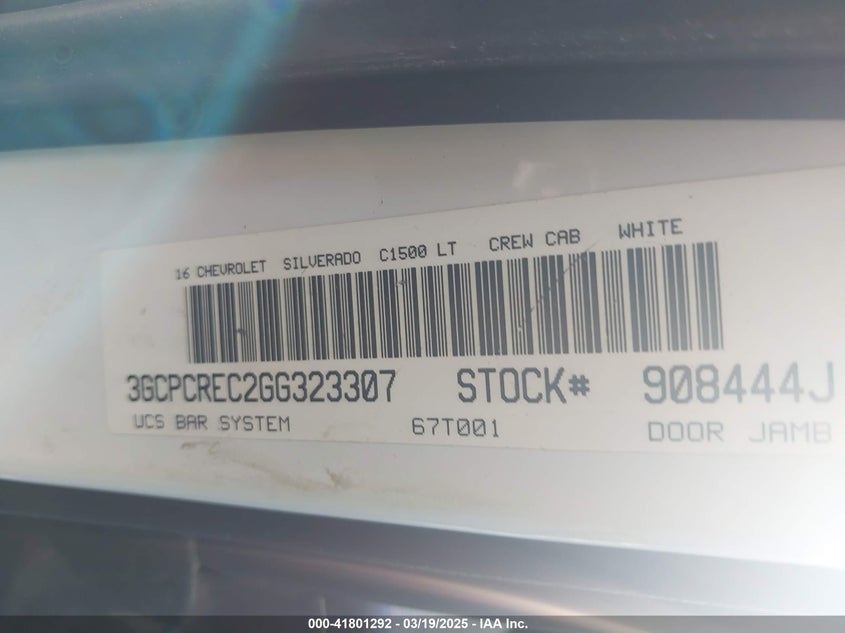 16 CHEVROLET SILVERADO C1500 LT CREW CAB WHITE
3GCPCREC2GG323307 STOCK# 908444J
UCS BAR SYSTEM 67T001 DOOR JAMB
000-41801292 - 03/19/2025 - IAA Inc.